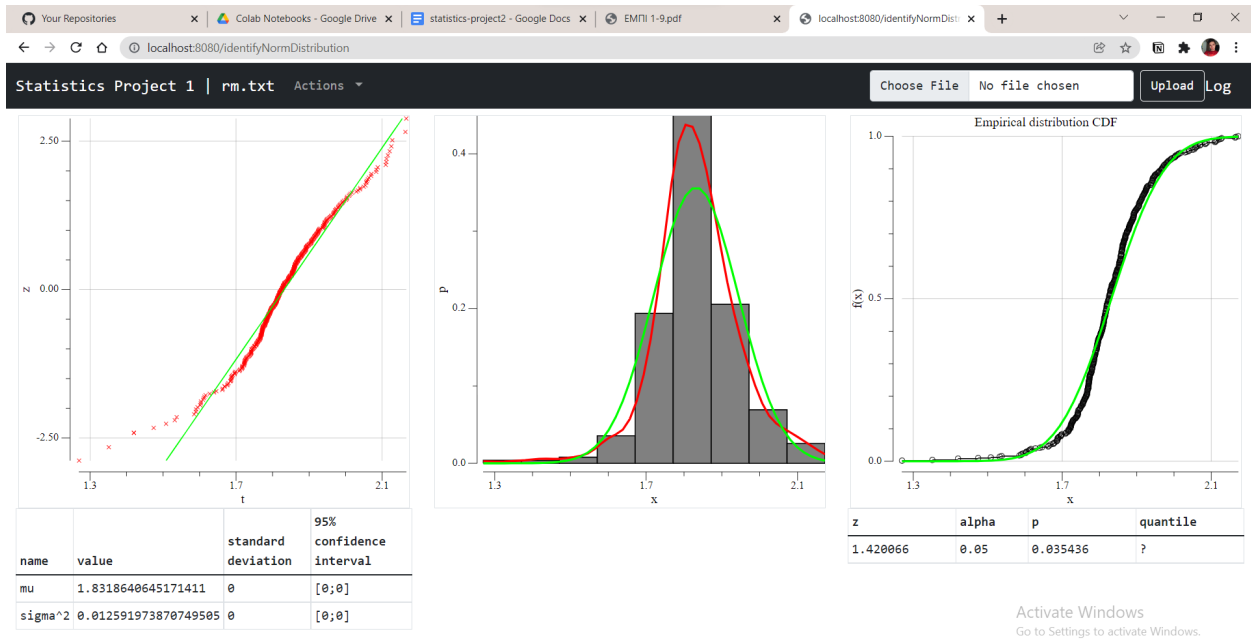 Your Repositories
Colab Notebooks - Google Drive
statistics-project2 - Google Docs
ЕМПІ 1-9.pdf
localhost:8080/identifyNormDist
localhost:8080/identifyNormDistribution
Statistics Project 1 | rm.txt Actions
Choose File No file chosen Upload Log
2.50
0.00
-2.50
z
1.3 1.7 2.1
t
0.4
0.2
0.0
p
1.3 1.7 2.1
x
Empirical distribution CDF
1.0
0.5
0.0
f(x)
1.3 1.7 2.1
x
name value standard deviation 95% confidence interval
mu 1.8318640645171411 0 [0;0]
sigma^2 0.012591973870749505 0 [0;0]
z alpha p quantile
1.420066 0.05 0.035436 ?
Activate Windows
Go to Settings to activate Windows.